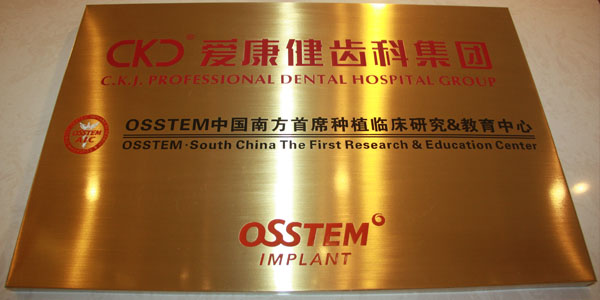 CKJ® 爱康健齿科集团
C.K.J. PROFESSIONAL DENTAL HOSPITAL GROUP
OSSTEM AIC
OSSTEM中国南方首席种植临床研究&教育中心
OSSTEM·South China The First Research & Education Center
OSSTEM
IMPLANT